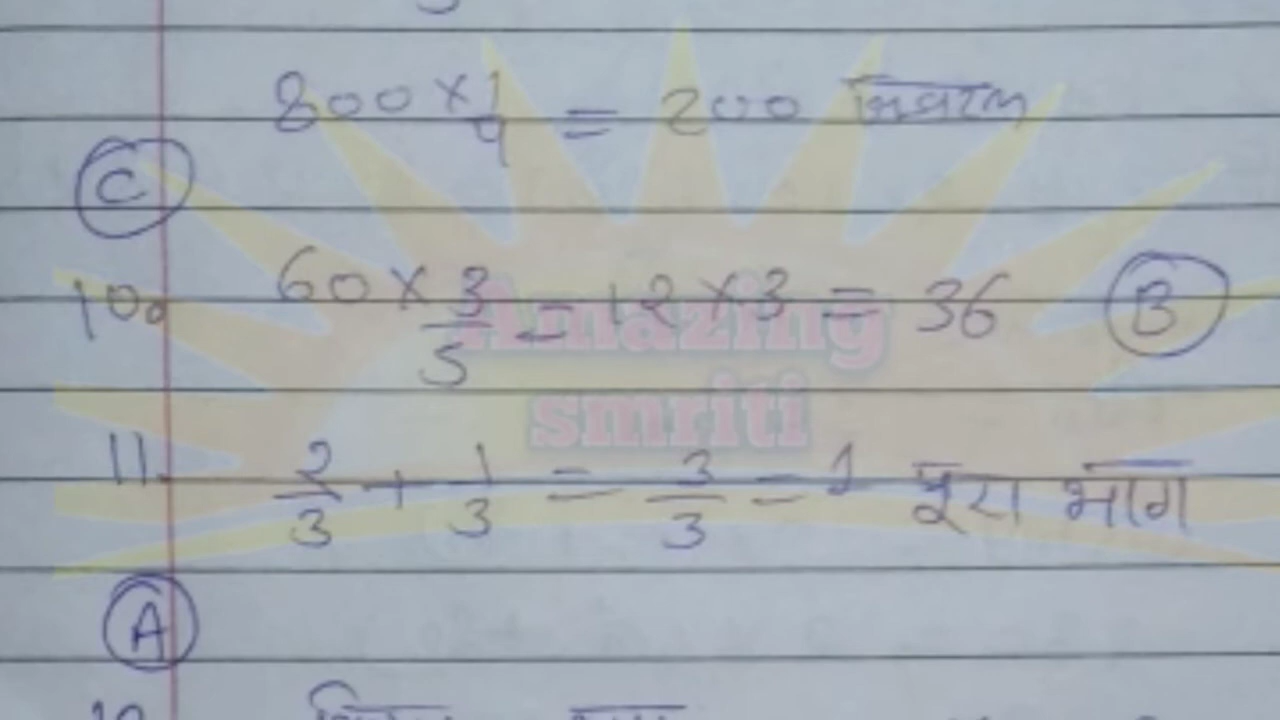 800 × 1/4 = 200
C
10. 60 × 3/5 = 12 × 3 = 36 B
Amazing
smriti
11. 2/3 + 1/3 = 3/3 = 1 पूरा भाग
A